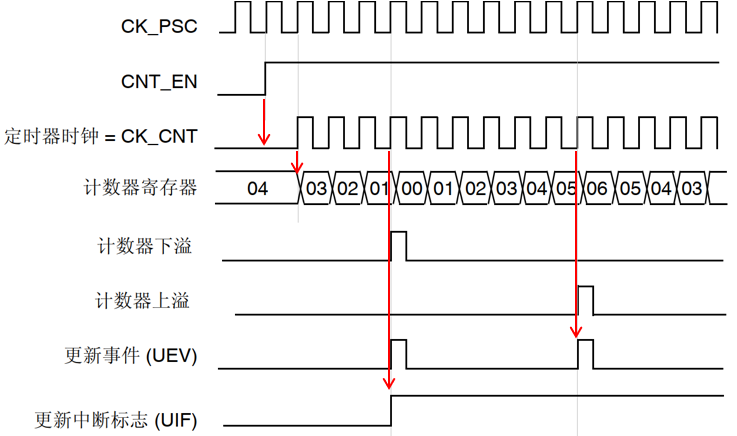 CK_PSC
CNT_EN
定时器时钟 = CK_CNT
计数器寄存器 04 03 02 01 00 01 02 03 04 05 06 05 04 03
计数器下溢
计数器上溢
更新事件 (UEV)
更新中断标志 (UIF)